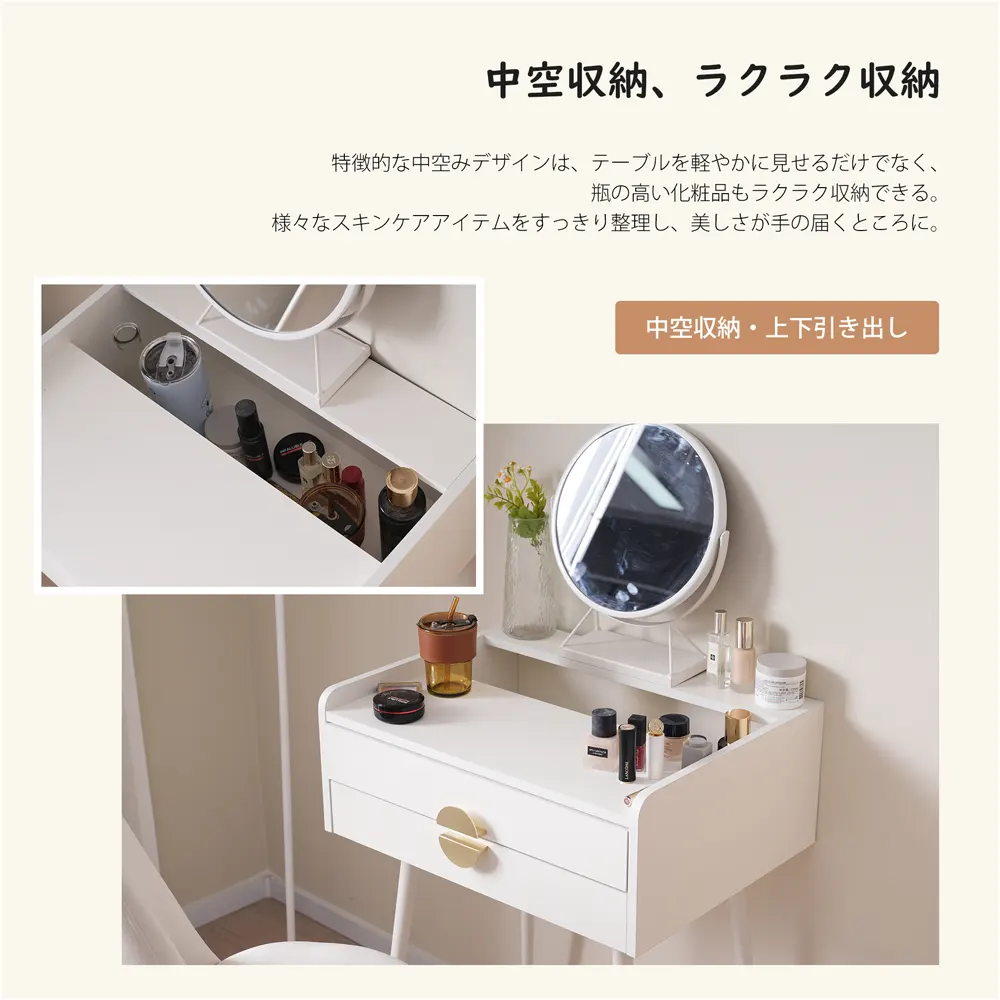 中空収納、ラクラク収納
特徴的な中空みデザインは、テーブルを軽やかに見せるだけでなく、
瓶の高い化粧品もラクラク収納できる。
様々なスキンケアアイテムをすっきり整理し、美しさが手の届くところに。
中空収納・上下引き出し
LANCOME